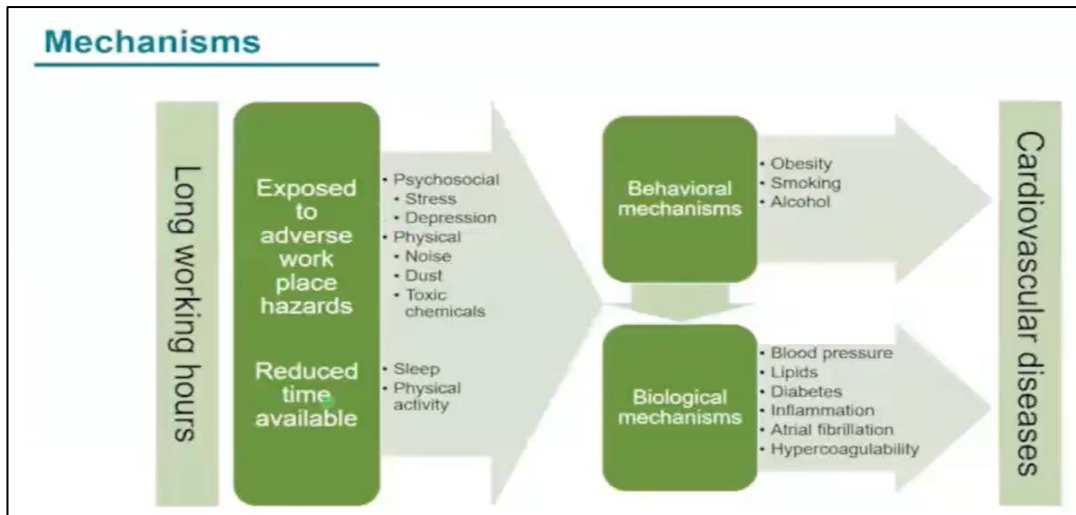 Mechanisms
Long working hours
Exposed
to
adverse
work
place
hazards
Reduced
time
available
• Psychosocial
• Stress
• Depression
• Physical
• Noise
• Dust
• Toxic
chemicals
• Sleep
• Physical
activity
Behavioral
mechanisms
• Obesity
• Smoking
• Alcohol
Biological
mechanisms
• Blood pressure
• Lipids
• Diabetes
• Inflammation
• Atrial fibrillation
• Hypercoagulability
Cardiovascular diseases